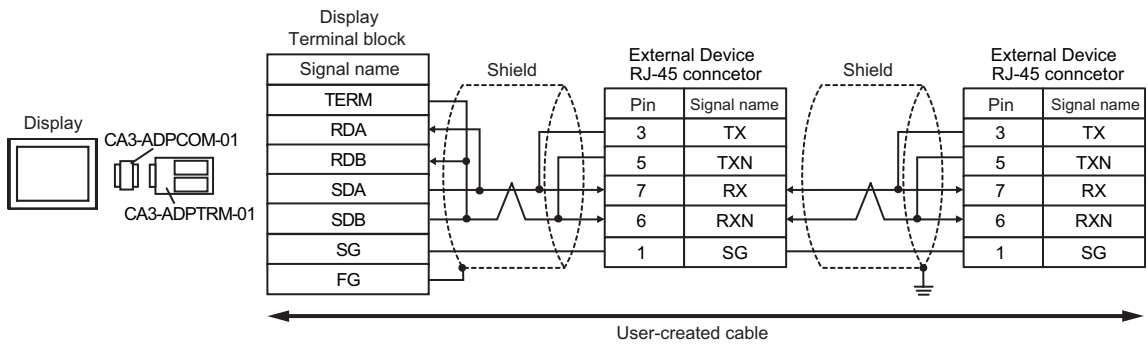 Display
Terminal block
Signal name
TERM
RDA
RDB
SDA
SDB
SG
FG
Display
CA3-ADPCOM-01
CA3-ADPTRM-01
Shield
External Device
RJ-45 conncetor
Pin Signal name
3 TX
5 TXN
7 RX
6 RXN
1 SG
Shield
External Device
RJ-45 conncetor
Pin Signal name
3 TX
5 TXN
7 RX
6 RXN
1 SG
User-created cable